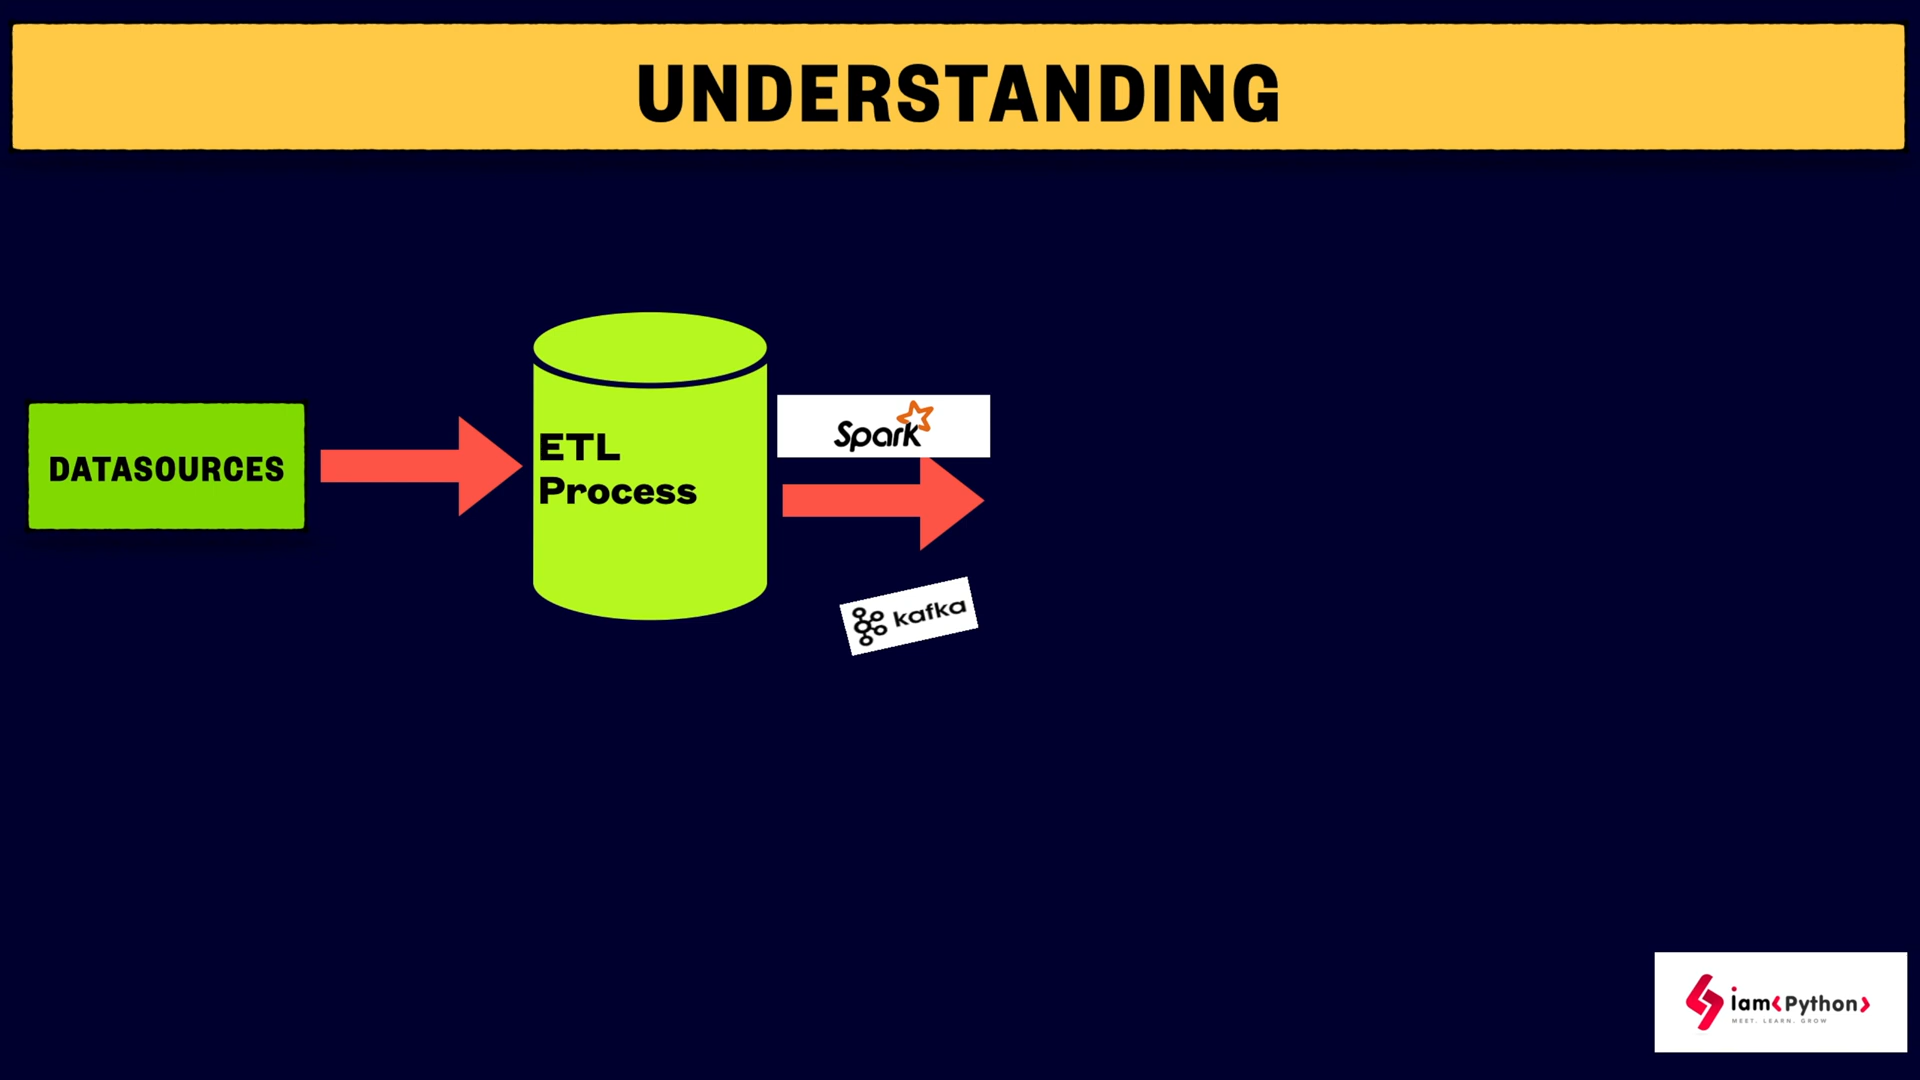 UNDERSTANDING
DATASOURCES
ETL
Process
Spark
kafka
iam<Python>
MEET. LEARN. GROW